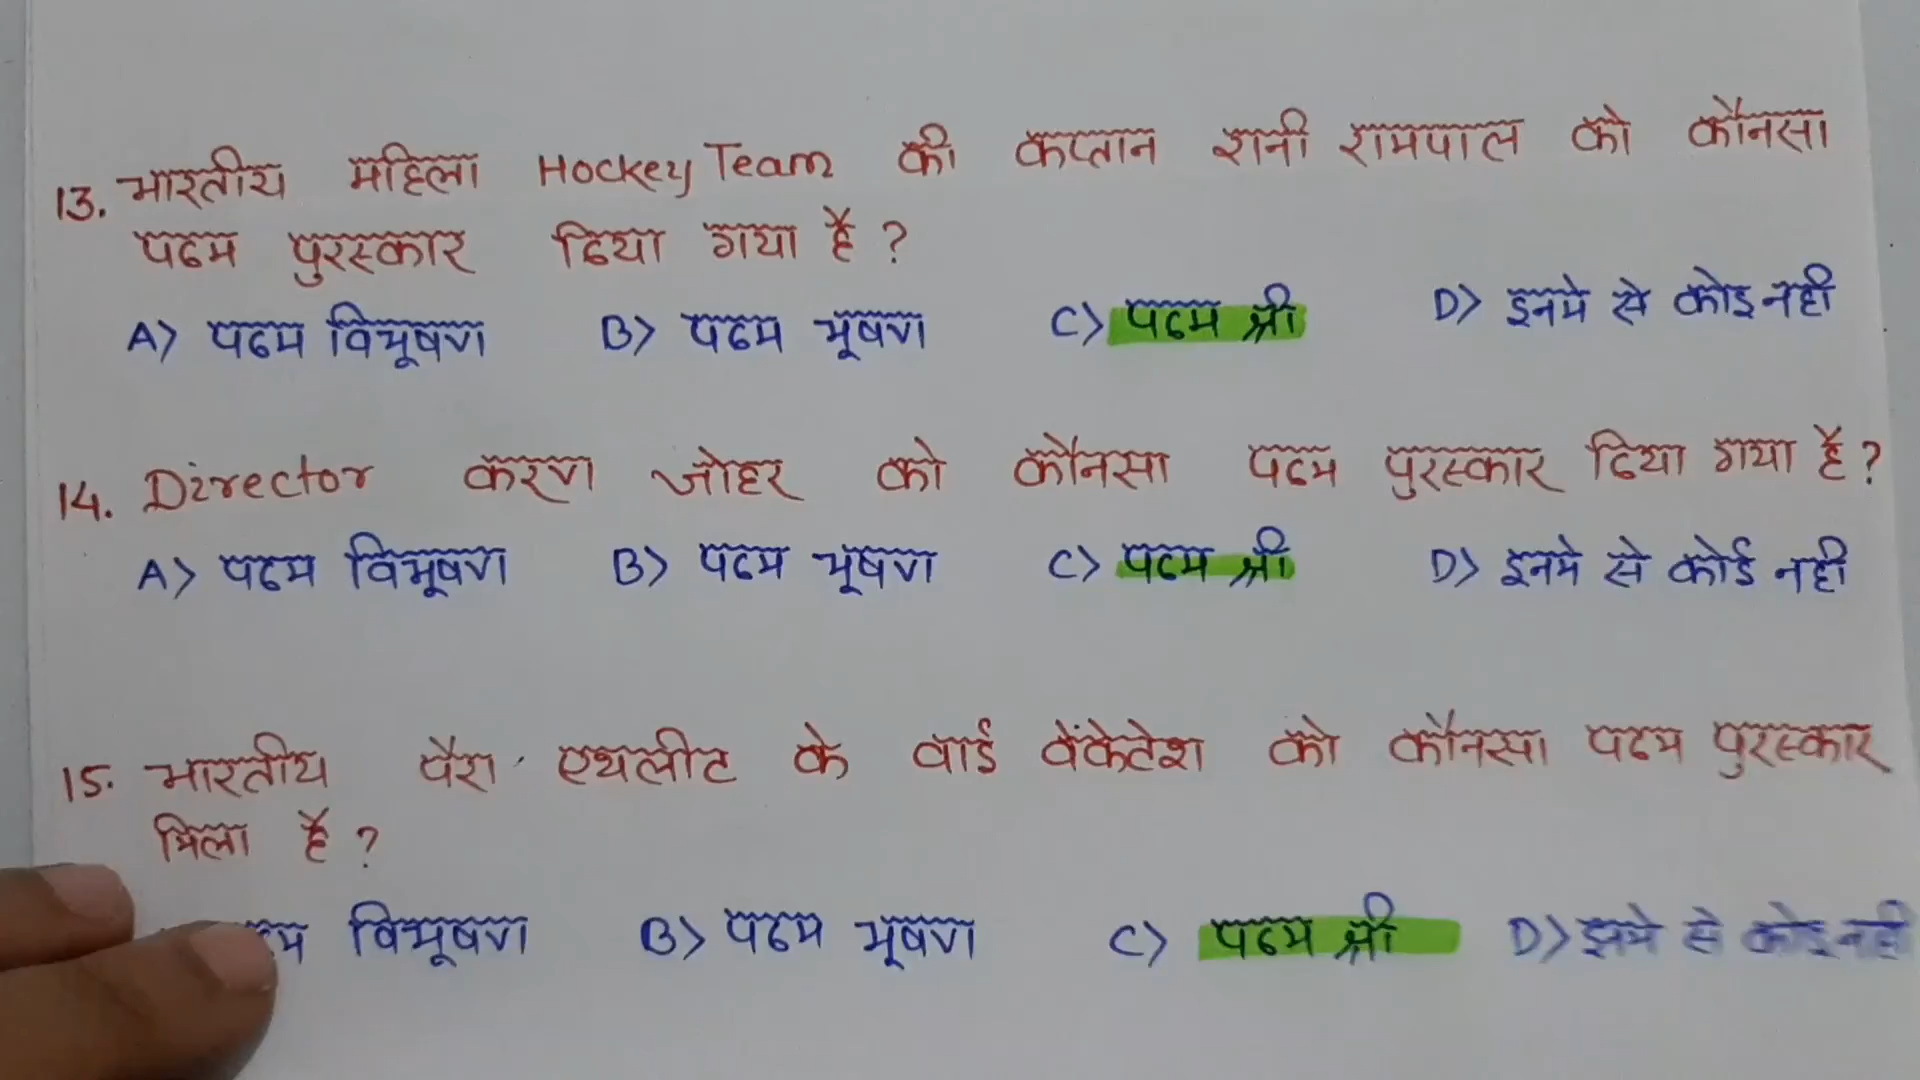 13. भारतीय महिला Hockey Team की कप्तान रानी रामपाल को कौनसा
पदम पुरस्कार दिया गया है ?
A) पदम विभूषण B) पदम भूषण C) पदम श्री D) इनमे से कोइ नही
14. Director करण जोहर को कौनसा पदम पुरस्कार दिया गया है ?
A) पदम विभूषण B) पदम भूषण C) पदम श्री D) इनमे से कोई नही
15. भारतीय पैरा एथलीट के वाई वेंकेटेश को कौनसा पदम पुरस्कार
मिला है ?
विभूषण B) पदम भूषण C) पदम श्री D) इनमे से कोइ नही